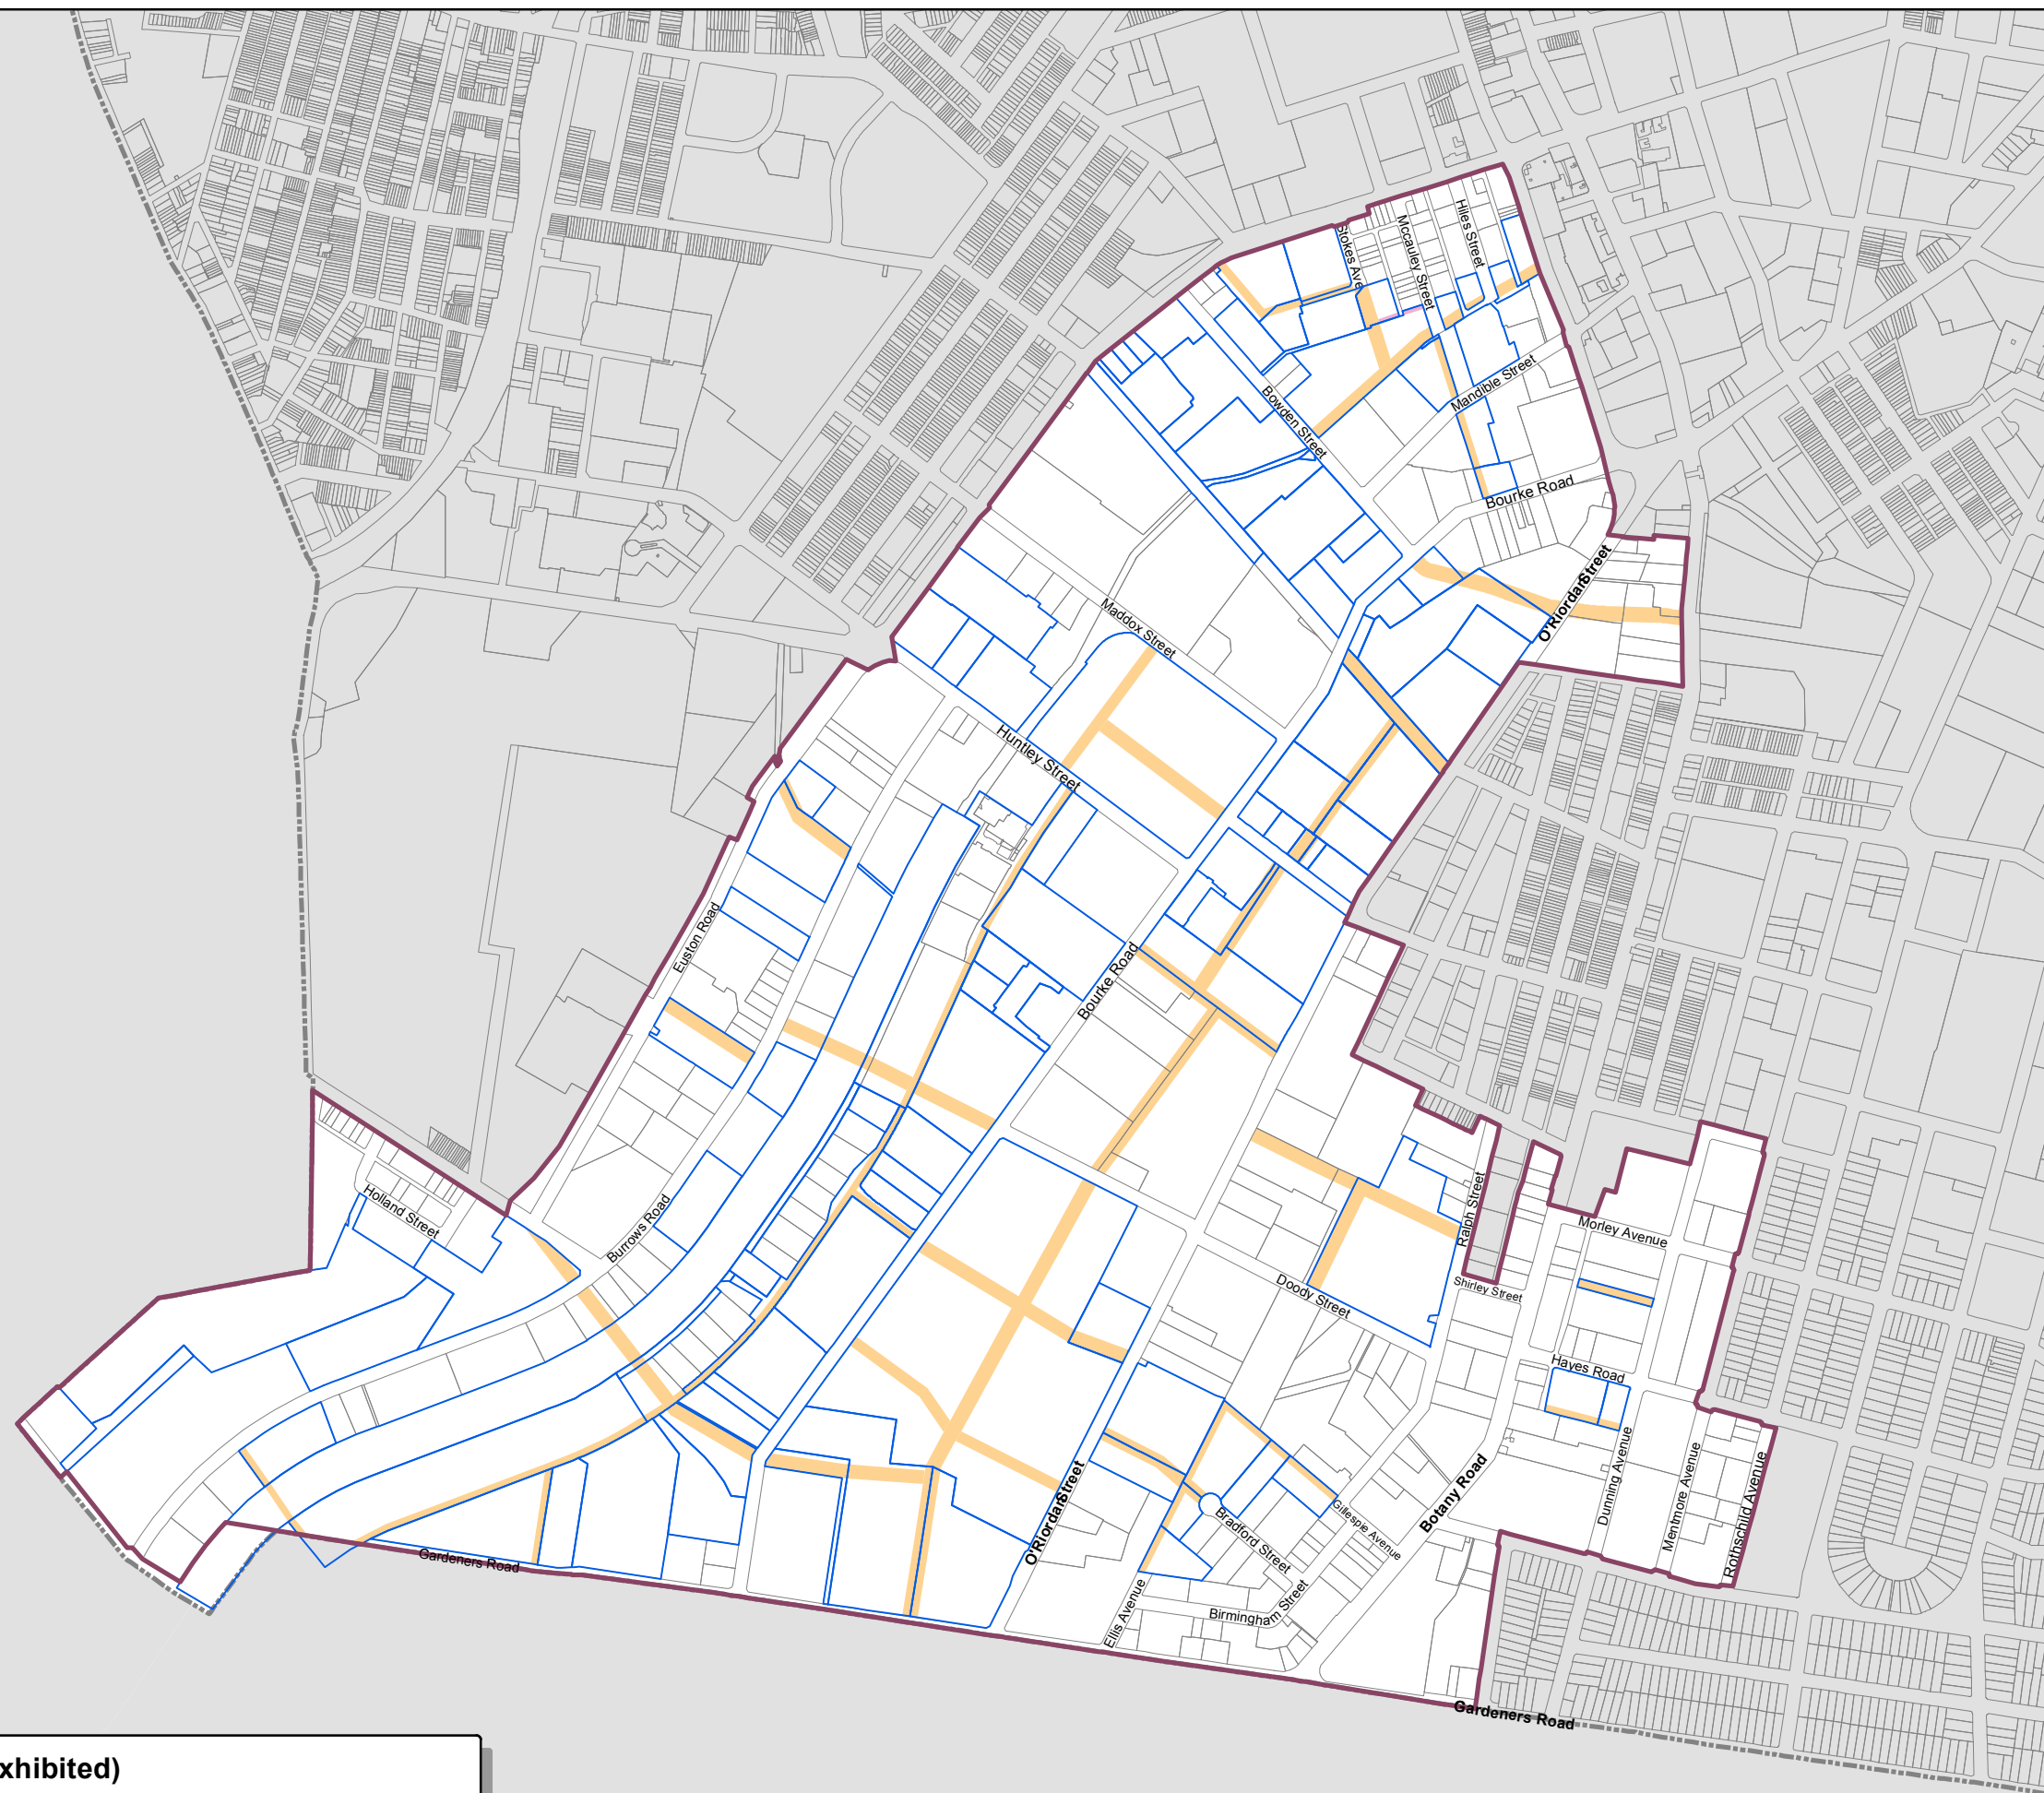 Hiles Street
Mccauley Street
Stokes Ave
Mandible Street
Bowden Street
Bourke Road
O'Riordan Street
Maddox Street
Huntley Street
Euston Road
Bourke Road
Holland Street
Burrows Road
Ralph Street
Morley Avenue
Shirley Street
Doody Street
Hayes Road
Dunning Avenue
Mentmore Avenue
Rothschild Avenue
Botany Road
Gillespie Avenue
Bradford Street
O'Riordan Street
Gardeners Road
Birmingham Street
Ellis Avenue
Gardeners Road
xhibited)